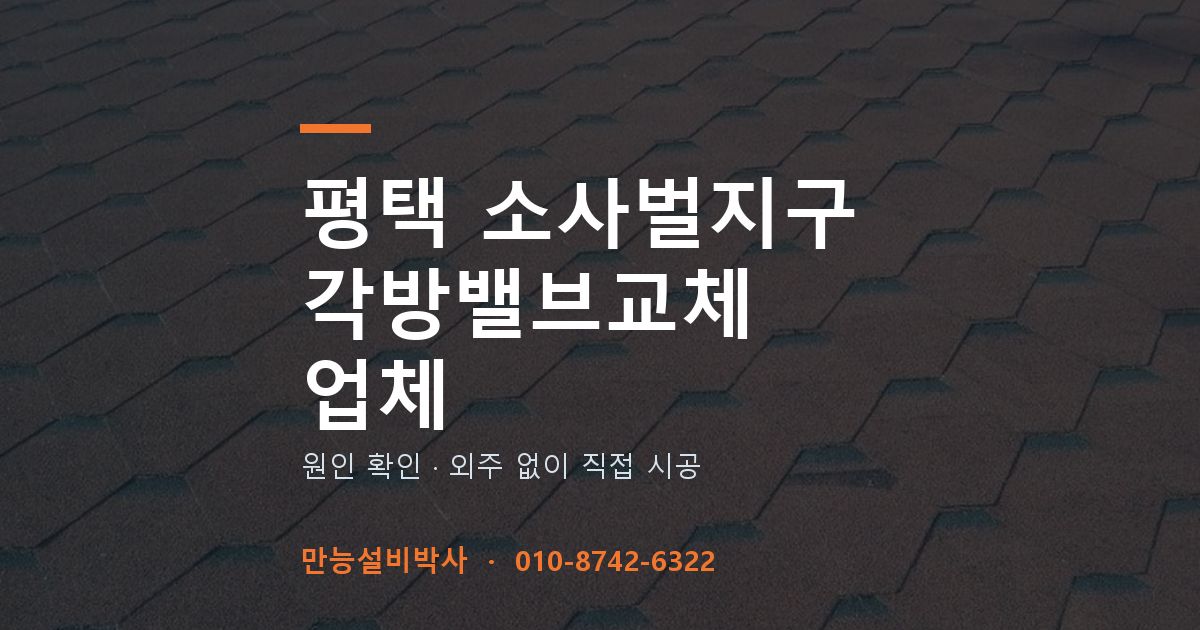 평택 소사벌지구
각방밸브교체
업체
원인 확인 · 외주 없이 직접 시공
만능설비박사 · 010-8742-6322